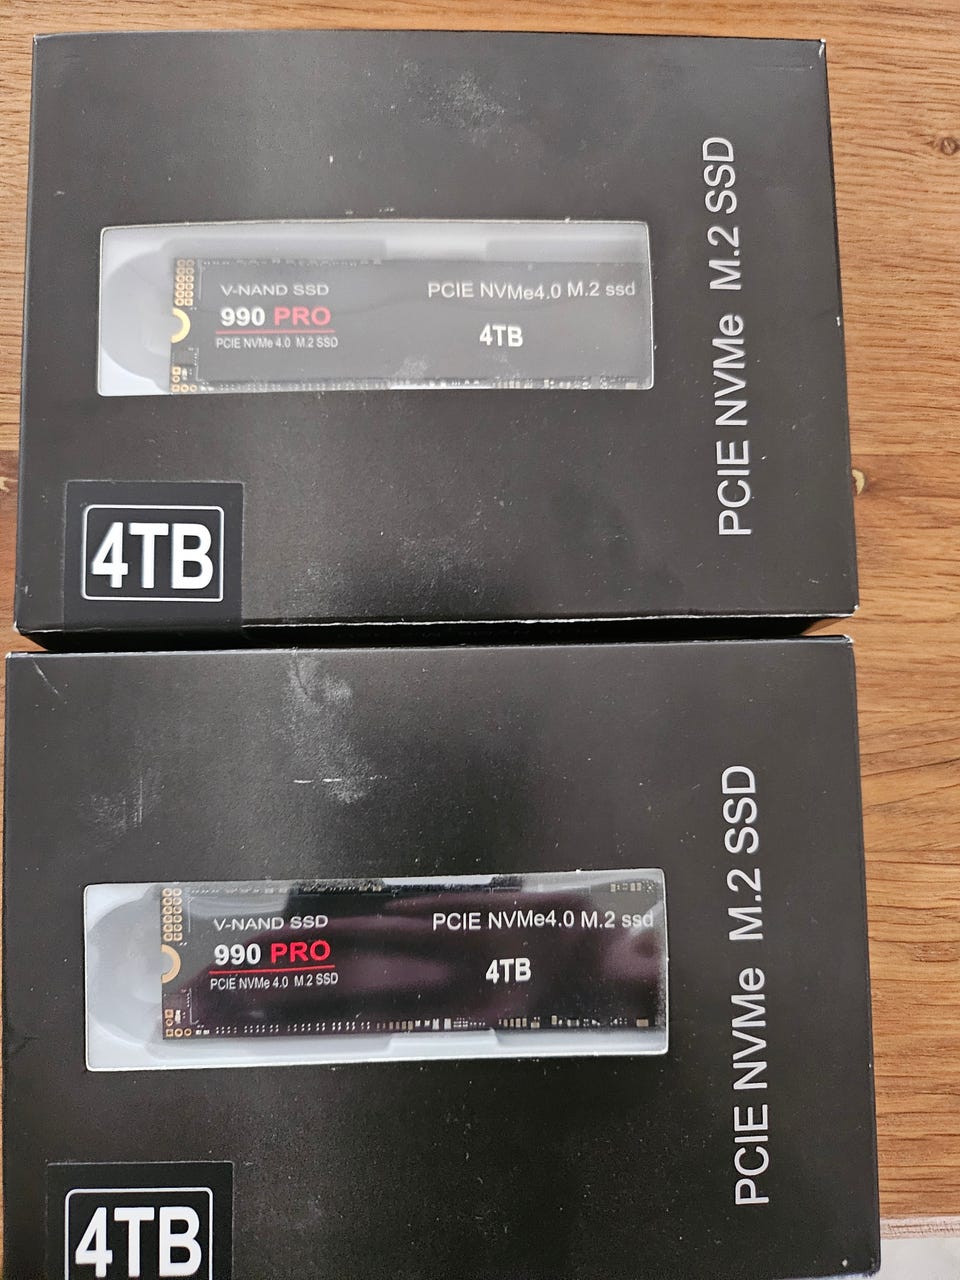 V-NAND SSD
990 PRO
PCIE NVMe 4.0 M.2 SSD
PCIE NVMe4.0 M.2 ssd
4TB
PCIE NVMe M.2 SSD
4TB
V-NAND SSD
990 PRO
PCIE NVMe 4.0 M.2 SSD
PCIE NVMe4.0 M.2 ssd
4TB
PCIE NVMe M.2 SSD
4TB